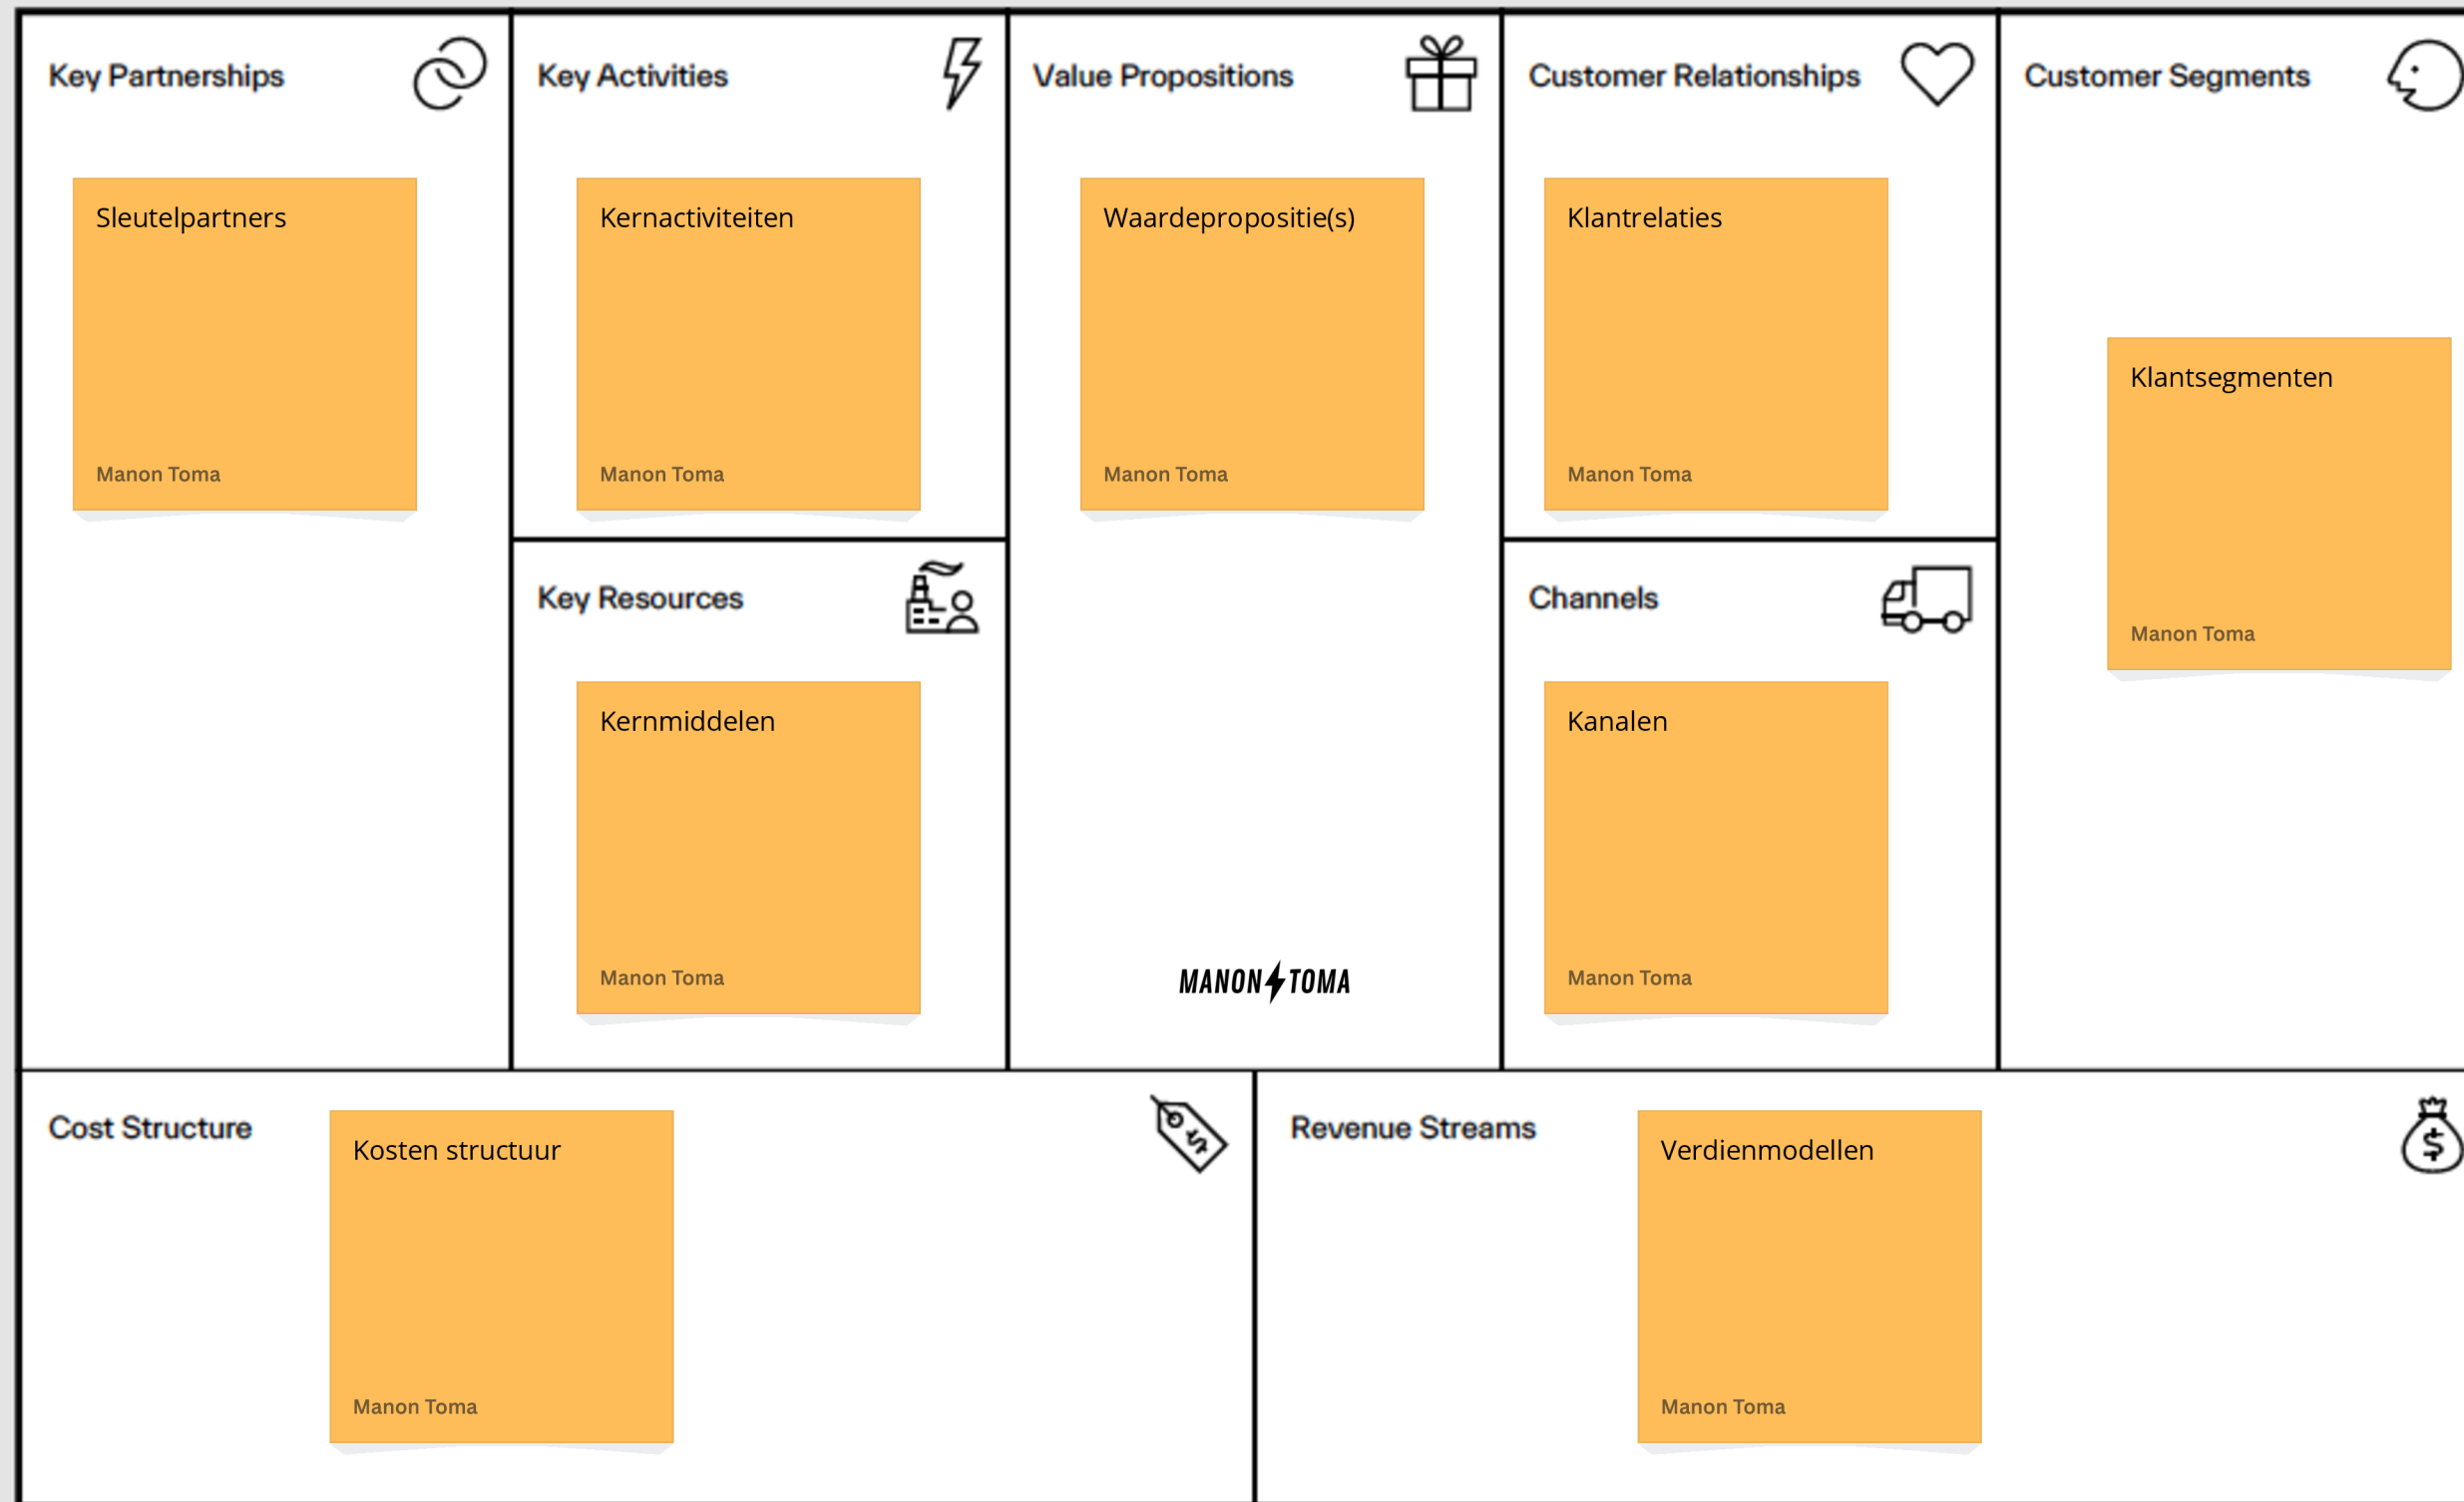 Key Partnerships
Sleutelpartners
Manon Toma
Key Activities
Kernactiviteiten
Manon Toma
Key Resources
Kernmiddelen
Manon Toma
Value Propositions
Waardepropositie(s)
Manon Toma
MANON TOMA
Customer Relationships
Klantrelaties
Manon Toma
Channels
Kanalen
Manon Toma
Customer Segments
Klantsegmenten
Manon Toma
Cost Structure
Kosten structuur
Manon Toma
$
Revenue Streams
Verdienmodellen
Manon Toma
$